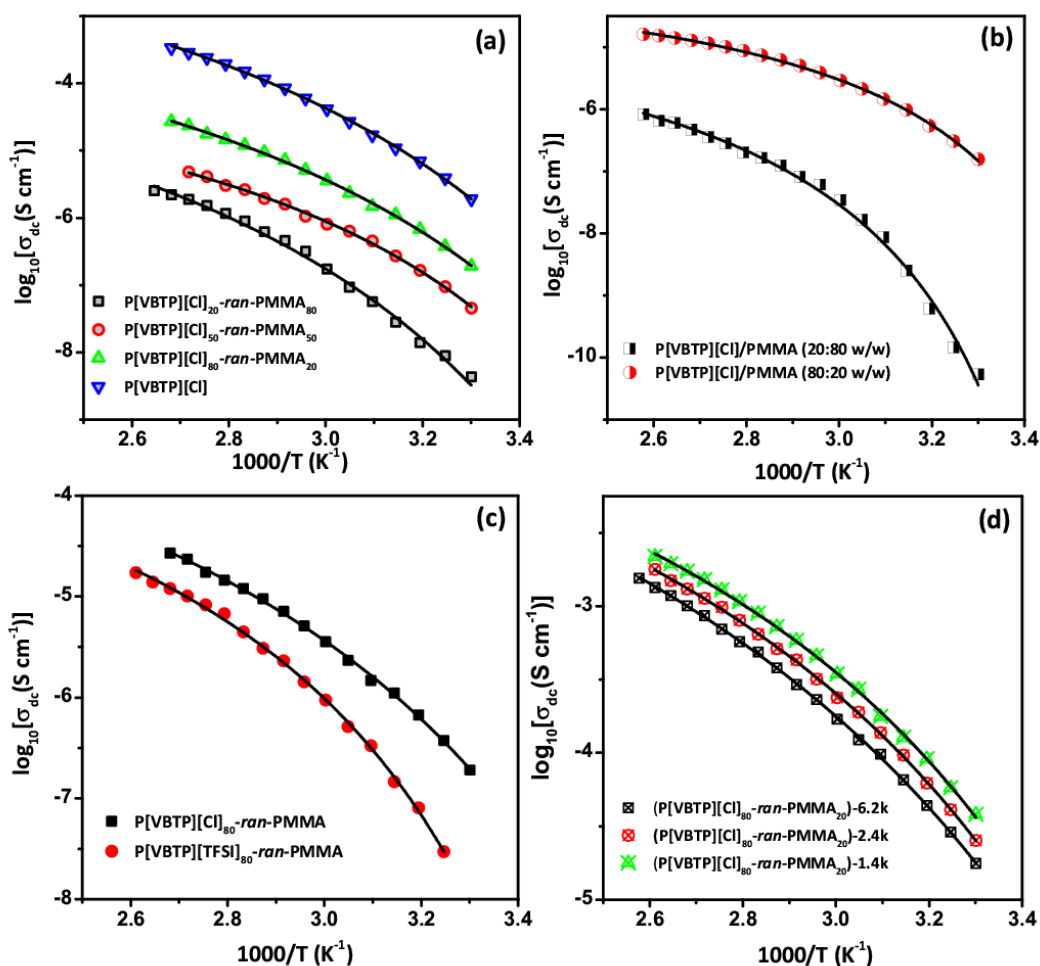 (a)
log₁₀[σ_dc(S cm⁻¹)]
-4
-6
-8
P[VBTP][Cl]₂₀-ran-PMMA₈₀
P[VBTP][Cl]₅₀-ran-PMMA₅₀
P[VBTP][Cl]₈₀-ran-PMMA₂₀
P[VBTP][Cl]
2.6 2.8 3.0 3.2 3.4
1000/T (K⁻¹)
(b)
log₁₀[σ_dc(S cm⁻¹)]
-6
-8
-10
P[VBTP][Cl]/PMMA (20:80 w/w)
P[VBTP][Cl]/PMMA (80:20 w/w)
2.6 2.8 3.0 3.2 3.4
1000/T (K⁻¹)
(c)
log₁₀[σ_dc(S cm⁻¹)]
-4
-5
-6
-7
-8
P[VBTP][Cl]₈₀-ran-PMMA
P[VBTP][TFSI]₈₀-ran-PMMA
2.6 2.8 3.0 3.2 3.4
1000/T (K⁻¹)
(d)
log₁₀[σ_dc(S cm⁻¹)]
-3
-4
-5
(P[VBTP][Cl]₈₀-ran-PMMA₂₀)-6.2k
(P[VBTP][Cl]₈₀-ran-PMMA₂₀)-2.4k
(P[VBTP][Cl]₈₀-ran-PMMA₂₀)-1.4k
2.6 2.8 3.0 3.2 3.4
1000/T (K⁻¹)